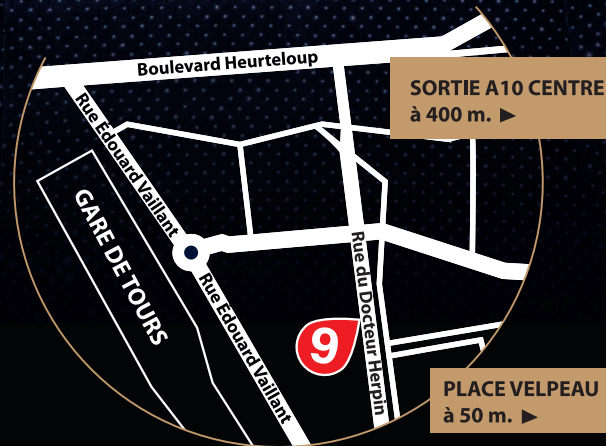 Boulevard Heurteloup
SORTIE A10 CENTRE
à 400 m. ►
Rue Édouard Vaillant
GARE DE TOURS
Rue Edouard Vaillant
Rue du Docteur Herpin
9
PLACE VELPEAU
à 50 m. ►